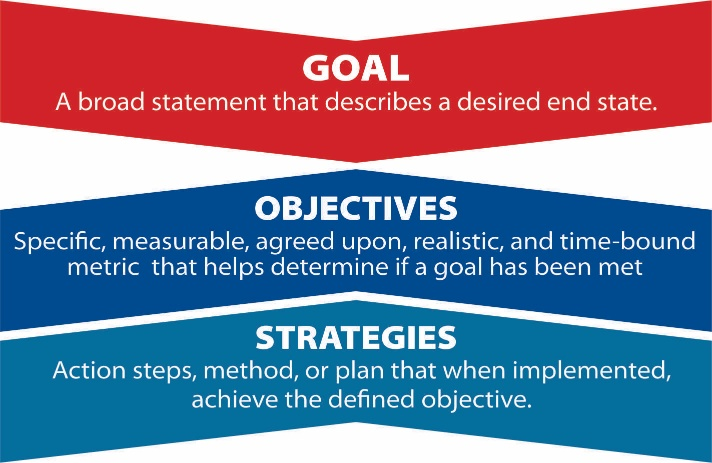 GOAL
A broad statement that describes a desired end state.
OBJECTIVES
Specific, measurable, agreed upon, realistic, and time-bound
metric that helps determine if a goal has been met
STRATEGIES
Action steps, method, or plan that when implemented,
achieve the defined objective.